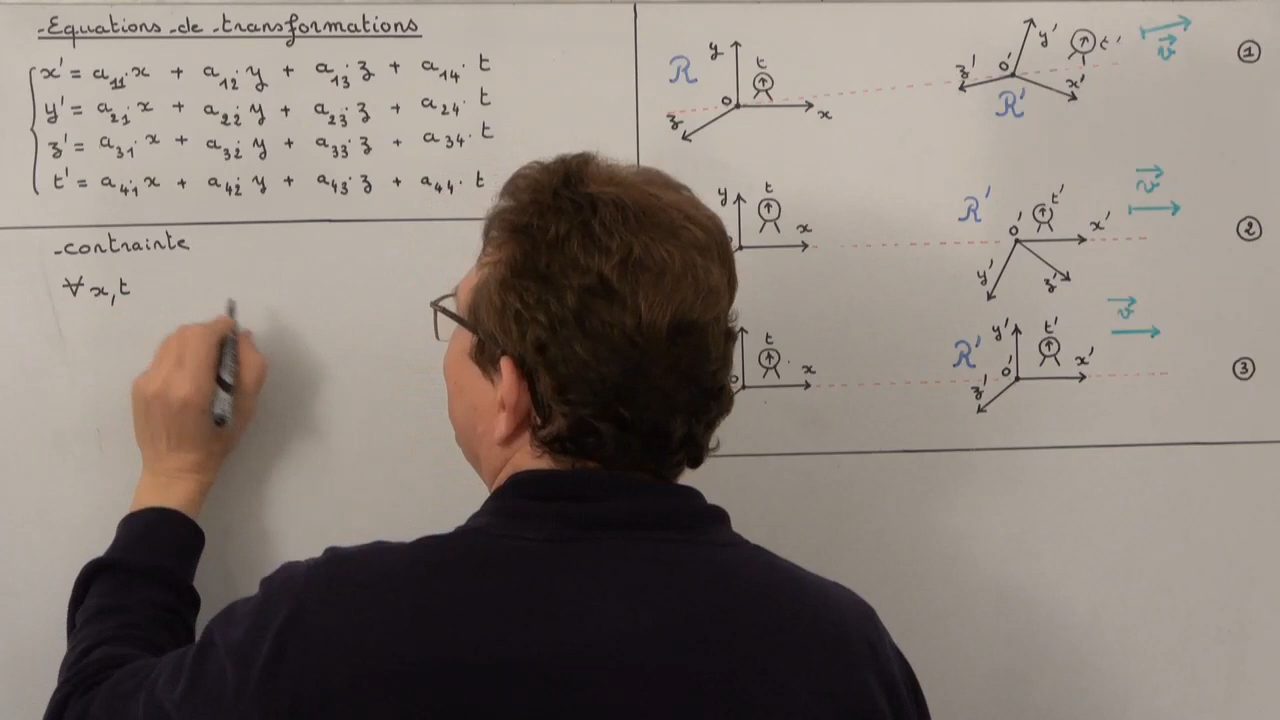 Equations de transformations
x' = a₁₁·x + a₁₂·y + a₁₃·z + a₁₄·t
y' = a₂₁·x + a₂₂·y + a₂₃·z + a₂₄·t
z' = a₃₁·x + a₃₂·y + a₃₃·z + a₃₄·t
t' = a₄₁·x + a₄₂·y + a₄₃·z + a₄₄·t
contrainte
∀ x, t
R y t o x z
R' y' t' o' x' z' v⃗ ①
y t x
R' o' t' x' y' z' v⃗ ②
o t x
R' y' t' o' x' z' v⃗ ③